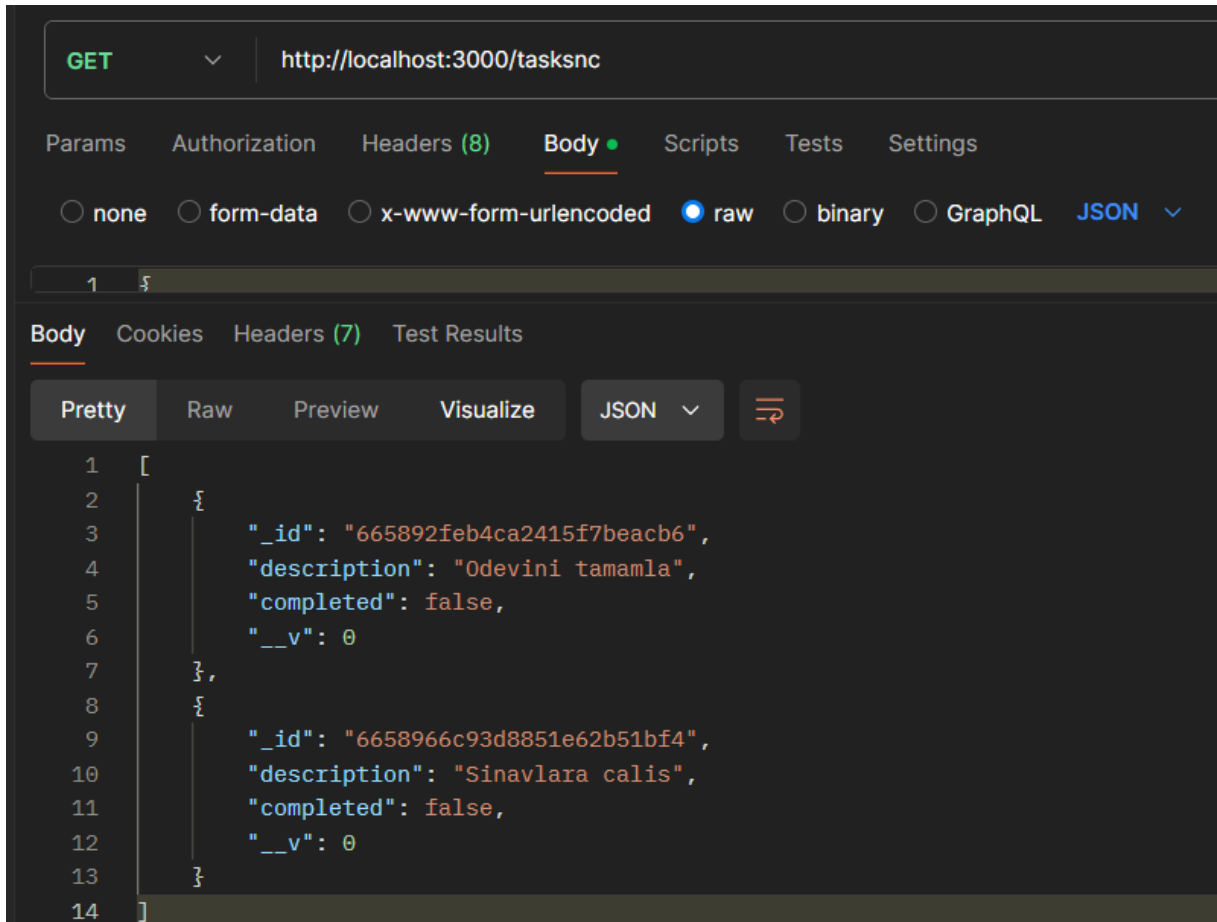 GET http://localhost:3000/tasksnc
Params Authorization Headers (8) Body Scripts Tests Settings
none form-data x-www-form-urlencoded raw binary GraphQL JSON
1 {
Body Cookies Headers (7) Test Results
Pretty Raw Preview Visualize JSON
1 [
2 {
3 "_id": "665892feb4ca2415f7beacb6",
4 "description": "Odevini tamamla",
5 "completed": false,
6 "__v": 0
7 },
8 {
9 "_id": "6658966c93d8851e62b51bf4",
10 "description": "Sinavlara calis",
11 "completed": false,
12 "__v": 0
13 }
14 ]